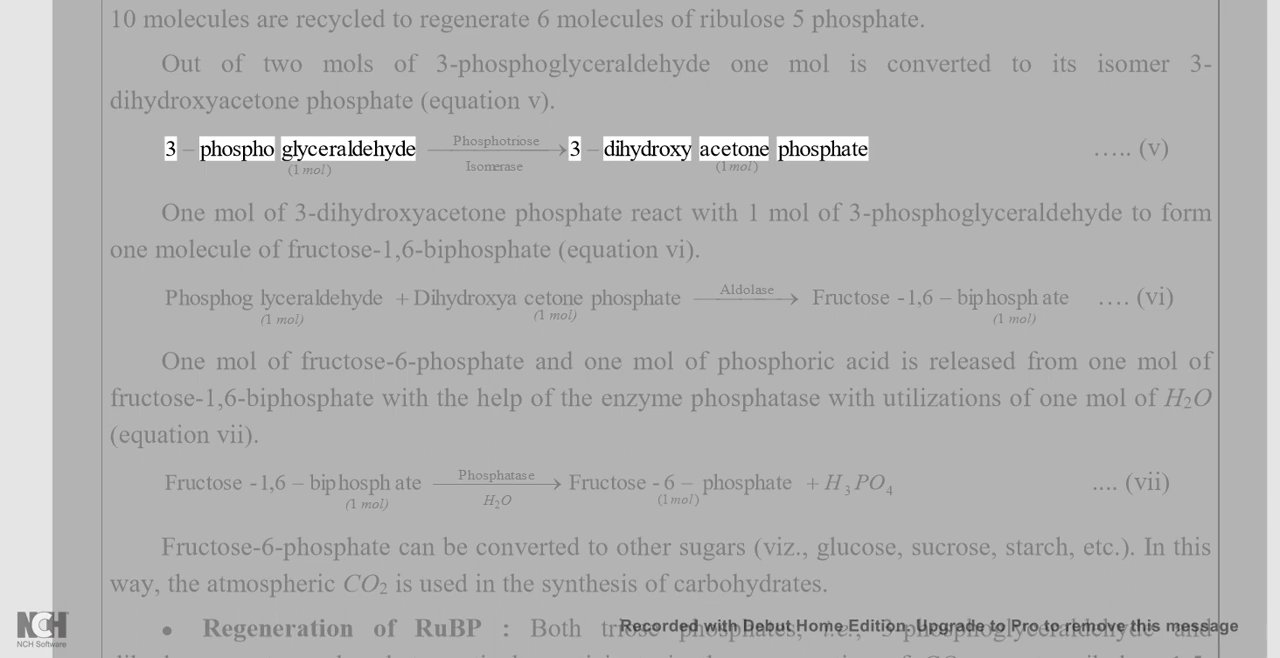 10 molecules are recycled to regenerate 6 molecules of ribulose 5 phosphate.
Out of two mols of 3-phosphoglyceraldehyde one mol is converted to its isomer 3-
dihydroxyacetone phosphate (equation v).
3 – phospho glyceraldehyde (1 mol) Phosphotriose Isomerase → 3 – dihydroxy acetone phosphate (1 mol) ..... (v)
One mol of 3-dihydroxyacetone phosphate react with 1 mol of 3-phosphoglyceraldehyde to form
one molecule of fructose-1,6-biphosphate (equation vi).
Phosphog lyceraldehyde (1 mol) + Dihydroxya cetone phosphate (1 mol) Aldolase → Fructose -1,6 – biphosph ate (1 mol) .... (vi)
One mol of fructose-6-phosphate and one mol of phosphoric acid is released from one mol of
fructose-1,6-biphosphate with the help of the enzyme phosphatase with utilizations of one mol of H₂O
(equation vii).
Fructose -1,6 – biphosph ate (1 mol) Phosphatase H₂O → Fructose - 6 – phosphate (1 mol) + H₃PO₄ .... (vii)
Fructose-6-phosphate can be converted to other sugars (viz., glucose, sucrose, starch, etc.). In this
way, the atmospheric CO₂ is used in the synthesis of carbohydrates.
• Regeneration of RuBP : Both triose phosphates, i.e., 3-phosphoglyceraldehyde and
Recorded with Debut Home Edition. Upgrade to Pro to remove this message
NCH
NCH Software